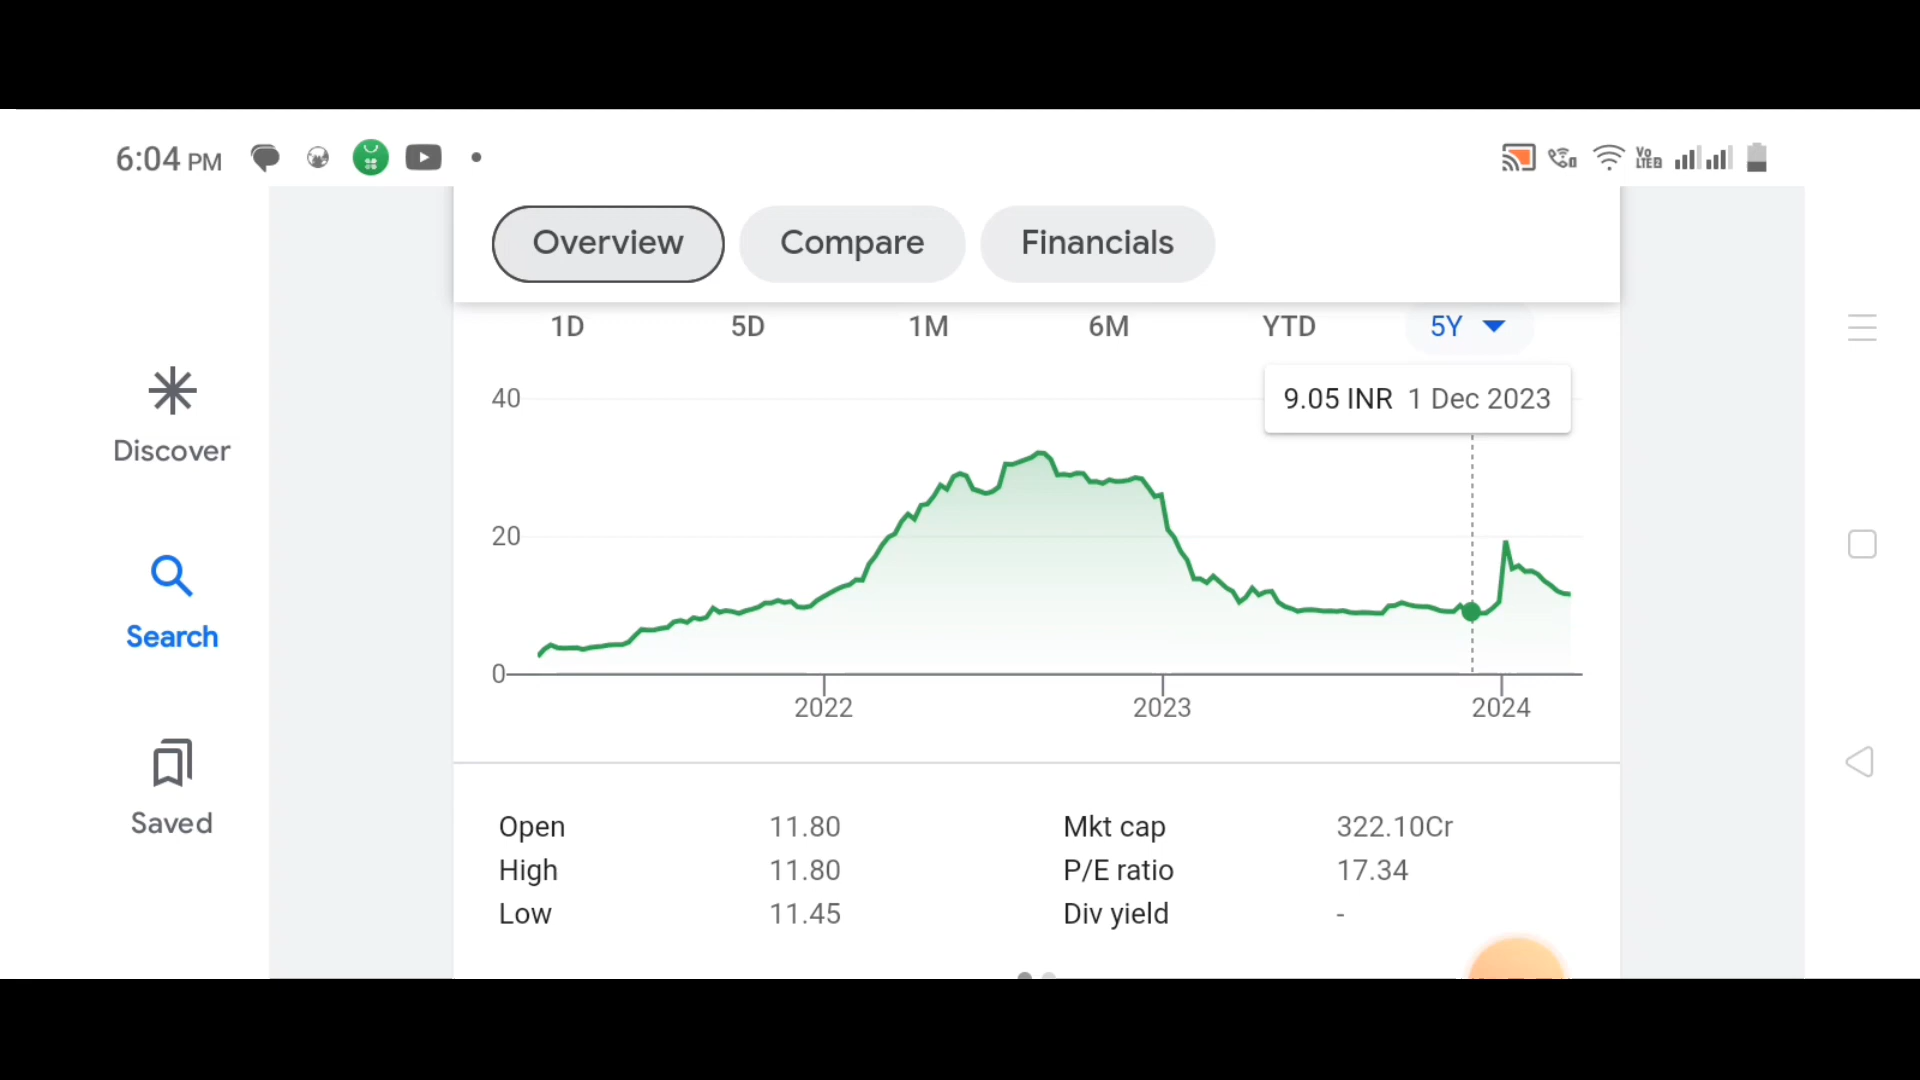 6:04 PM
Vo
LTE2
Overview Compare Financials
1D 5D 1M 6M YTD 5Y
9.05 INR 1 Dec 2023
40
20
0
2022 2023 2024
Discover
Search
Saved
Open 11.80 Mkt cap 322.10Cr
High 11.80 P/E ratio 17.34
Low 11.45 Div yield -